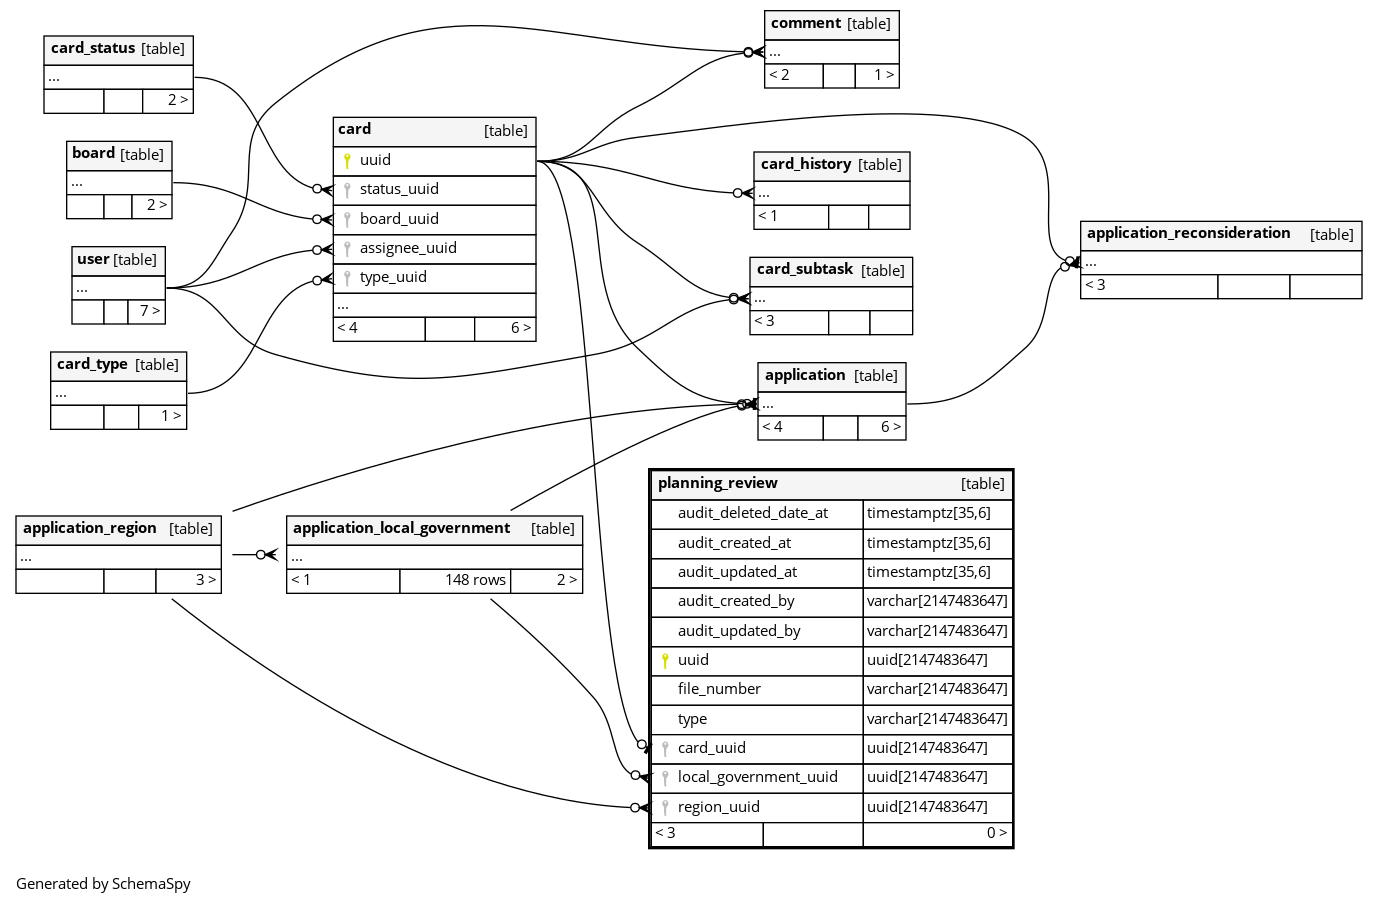 card_status [table]
...
2 >
board [table]
...
2 >
user [table]
...
7 >
card_type [table]
...
1 >
card [table]
uuid
status_uuid
board_uuid
assignee_uuid
type_uuid
...
< 4 6 >
comment [table]
...
< 2 1 >
card_history [table]
...
< 1
card_subtask [table]
...
< 3
application [table]
...
< 4 6 >
application_reconsideration [table]
...
< 3
application_region [table]
...
3 >
application_local_government [table]
...
< 1 148 rows 2 >
planning_review [table]
audit_deleted_date_at timestamptz[35,6]
audit_created_at timestamptz[35,6]
audit_updated_at timestamptz[35,6]
audit_created_by varchar[2147483647]
audit_updated_by varchar[2147483647]
uuid uuid[2147483647]
file_number varchar[2147483647]
type varchar[2147483647]
card_uuid uuid[2147483647]
local_government_uuid uuid[2147483647]
region_uuid uuid[2147483647]
< 3 0 >
Generated by SchemaSpy